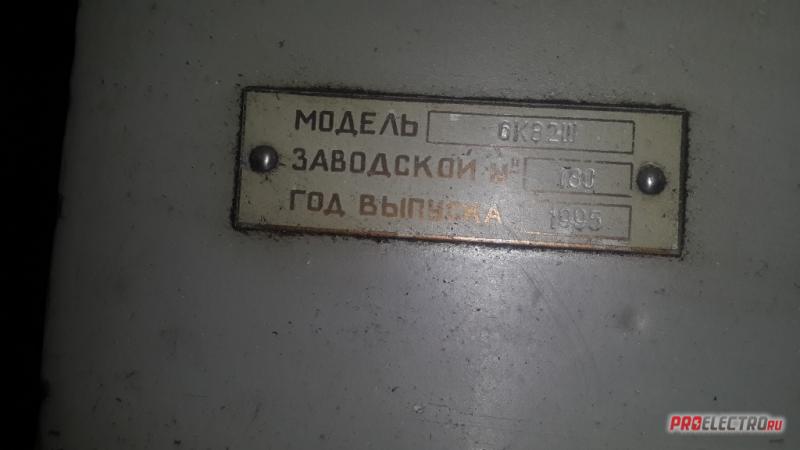 МОДЕЛЬ 6К82Ш
ЗАВОДСКОЙ №
ГОД ВЫПУСКА 1995
PROELECTRO.RU